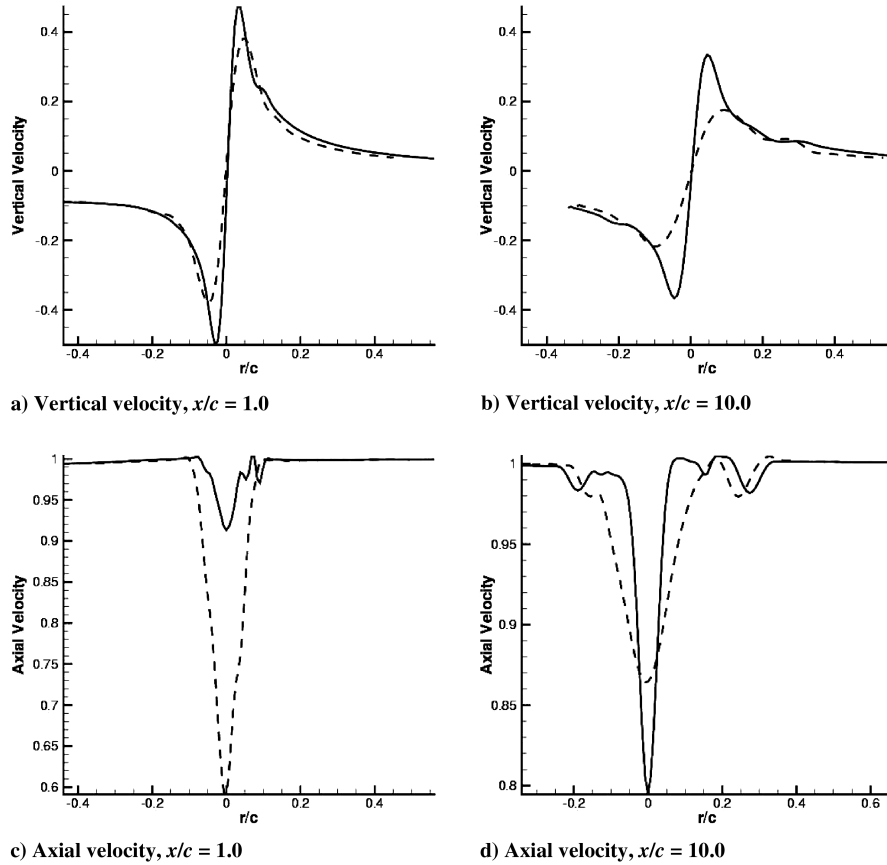 0.4
0.2
0
-0.2
-0.4
Vertical Velocity
-0.4 -0.2 0 0.2 0.4
r/c
a) Vertical velocity, x/c = 1.0
0.4
0.2
0
-0.2
-0.4
Vertical Velocity
-0.4 -0.2 0 0.2 0.4
r/c
b) Vertical velocity, x/c = 10.0
1
0.95
0.9
0.85
0.8
0.75
0.7
0.65
0.6
Axial Velocity
-0.4 -0.2 0 0.2 0.4
r/c
c) Axial velocity, x/c = 1.0
1
0.95
0.9
0.85
0.8
Axial Velocity
-0.2 0 0.2 0.4 0.6
r/c
d) Axial velocity, x/c = 10.0